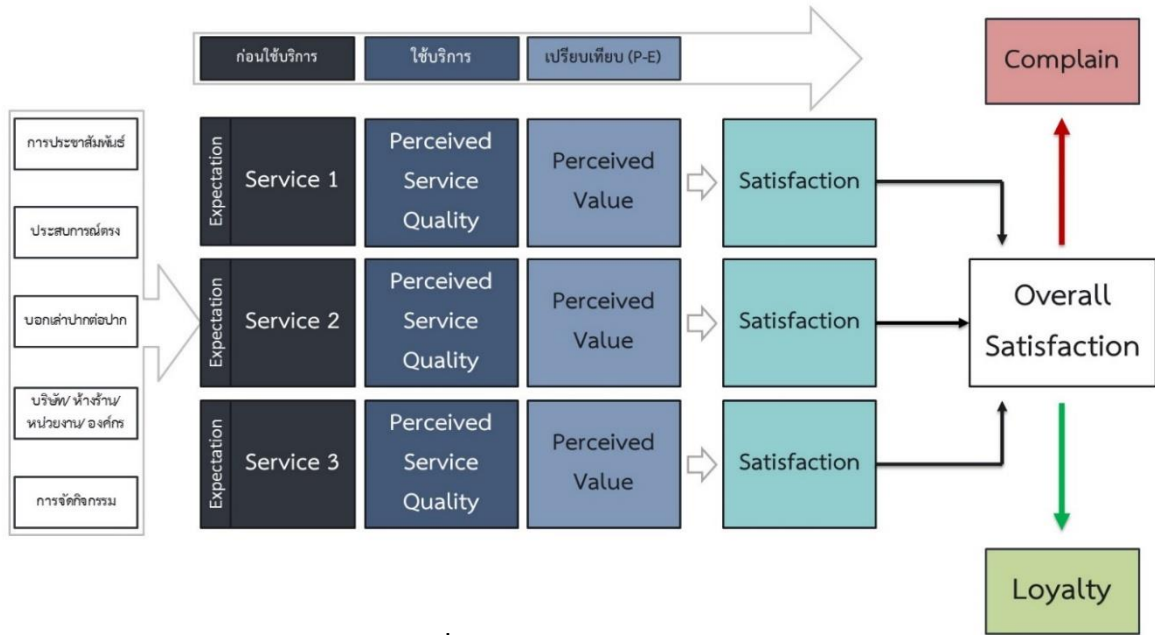 ก่อนใช้บริการ
ใช้บริการ
เปรียบเทียบ (P-E)
Complain
การประชาสัมพันธ์
ประสบการณ์ตรง
บอกเล่าปากต่อปาก
บริษัท/ ห้างร้าน/
หน่วยงาน/ องค์กร
การจัดกิจกรรม
Expectation
Service 1
Perceived
Service
Quality
Perceived
Value
Satisfaction
Expectation
Service 2
Perceived
Service
Quality
Perceived
Value
Satisfaction
Expectation
Service 3
Perceived
Service
Quality
Perceived
Value
Satisfaction
Overall
Satisfaction
Loyalty